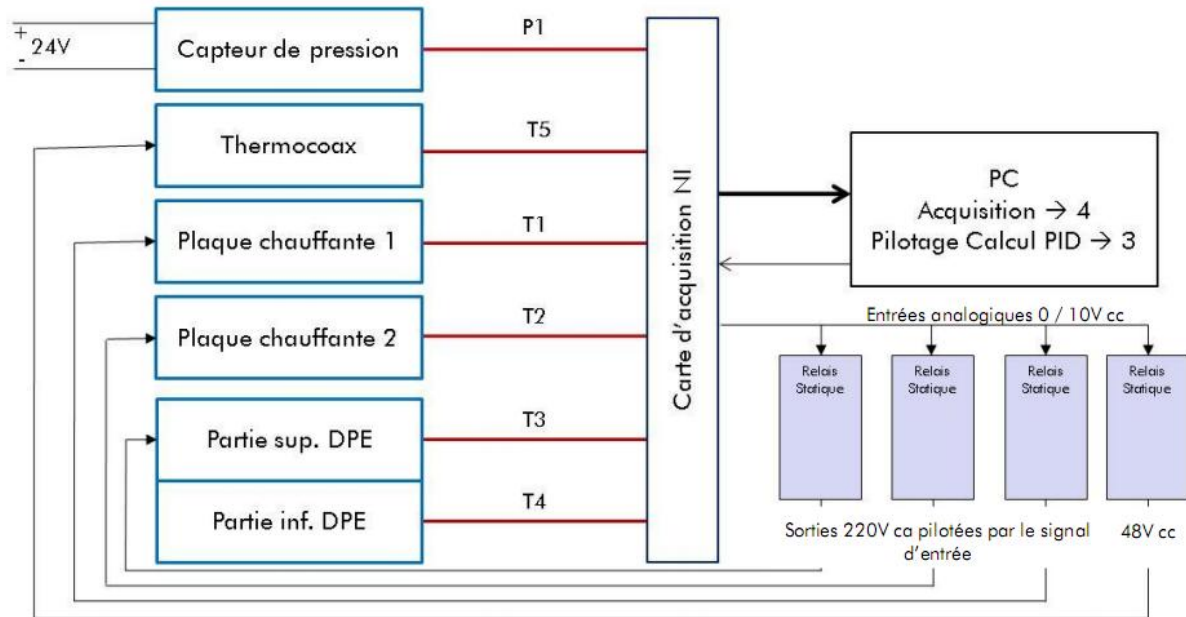 +
24V
-
Capteur de pression
P1
Thermocoax
T5
Plaque chauffante 1
T1
Plaque chauffante 2
T2
Partie sup. DPE
T3
Partie inf. DPE
T4
Carte d'acquisition NI
PC
Acquisition → 4
Pilotage Calcul PID → 3
Entrées analogiques 0 / 10V cc
Relais
Statique
Relais
Statique
Relais
Statique
Relais
Statique
Sorties 220V ca pilotées par le signal
d'entrée
48V cc